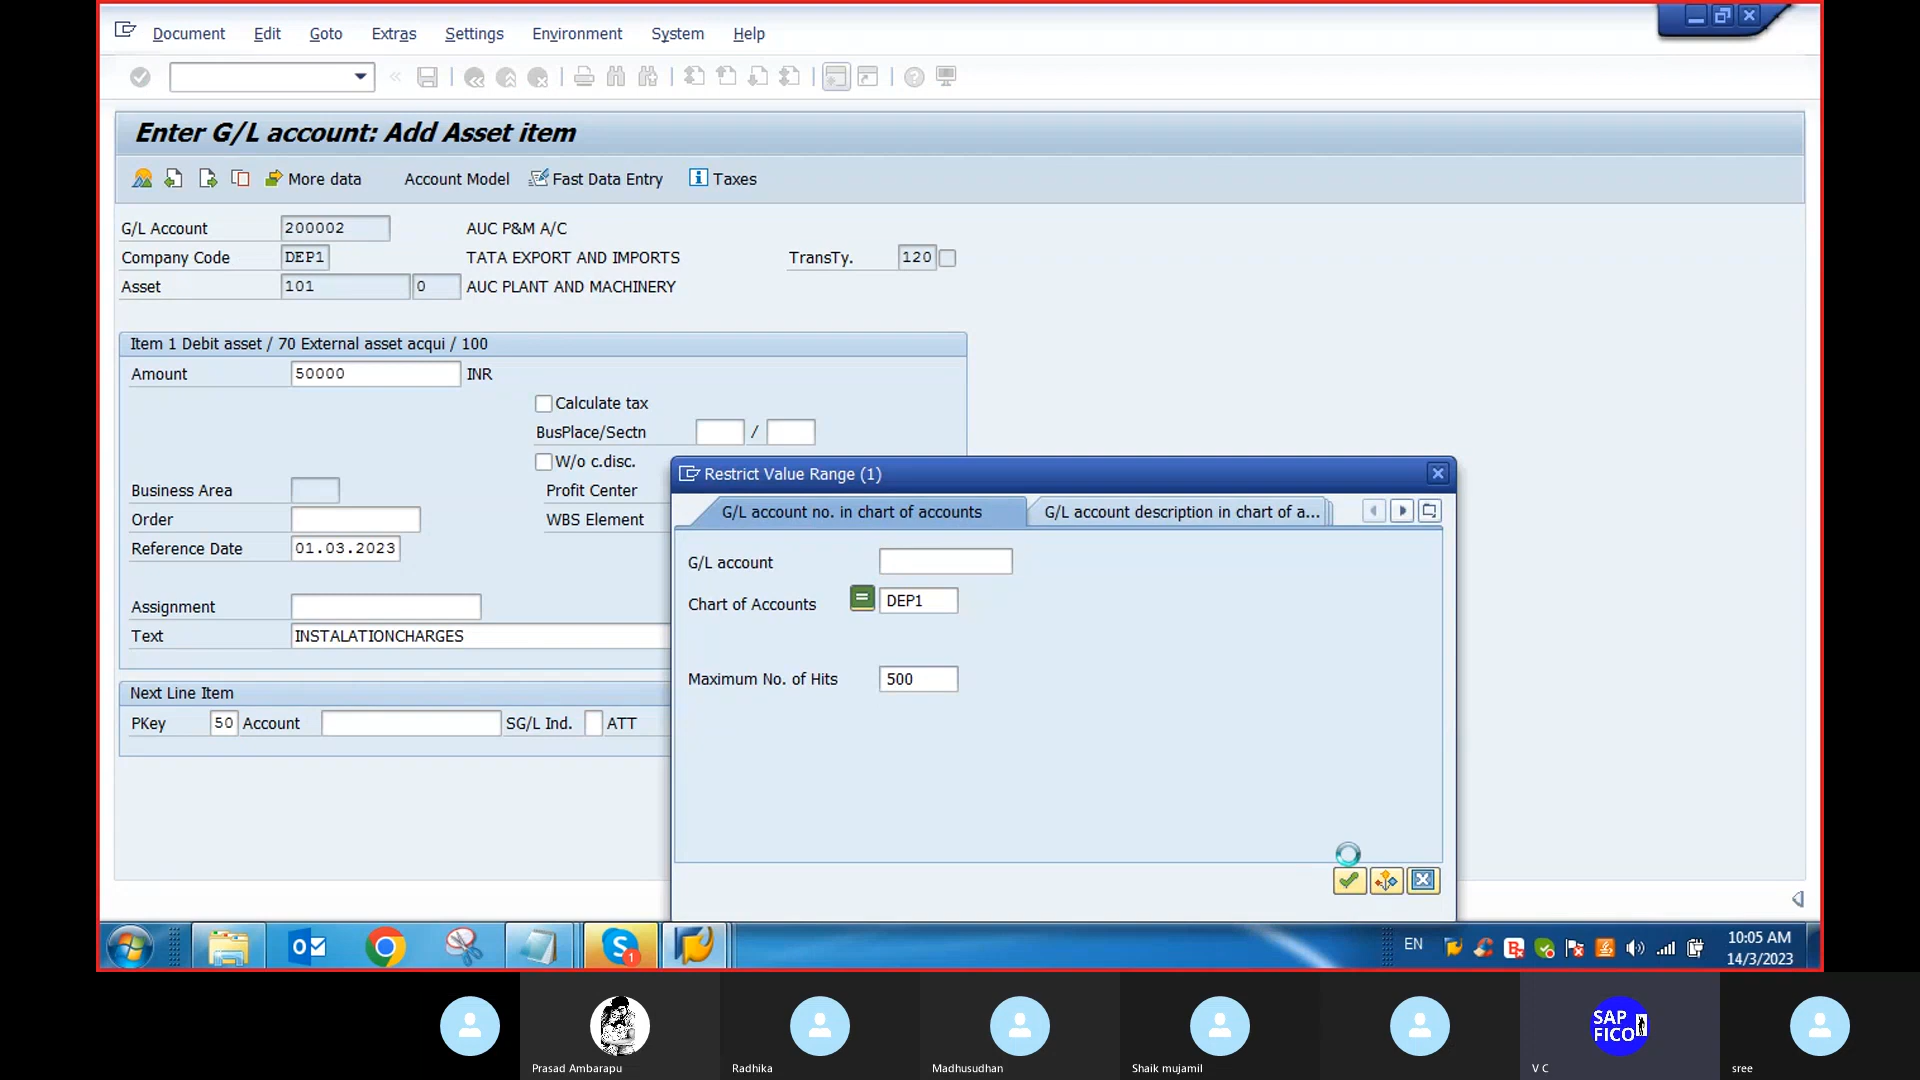 Document Edit Goto Extras Settings Environment System Help
Enter G/L account: Add Asset item
More data Account Model Fast Data Entry Taxes
G/L Account 200002 AUC P&M A/C
Company Code DEP1 TATA EXPORT AND IMPORTS TransTy. 120
Asset 101 0 AUC PLANT AND MACHINERY
Item 1 Debit asset / 70 External asset acqui / 100
Amount 50000 INR
Calculate tax
BusPlace/Sectn /
W/o c.disc.
Business Area Profit Center
Order WBS Element
Reference Date 01.03.2023
Assignment
Text INSTALATIONCHARGES
Next Line Item
PKey 50 Account SG/L Ind. ATT
Restrict Value Range (1)
G/L account no. in chart of accounts G/L account description in chart of a...
G/L account
Chart of Accounts = DEP1
Maximum No. of Hits 500
EN 10:05 AM
14/3/2023
1
SAP
FICO
Prasad Ambarapu Radhika Madhusudhan Shaik mujamil V C sree